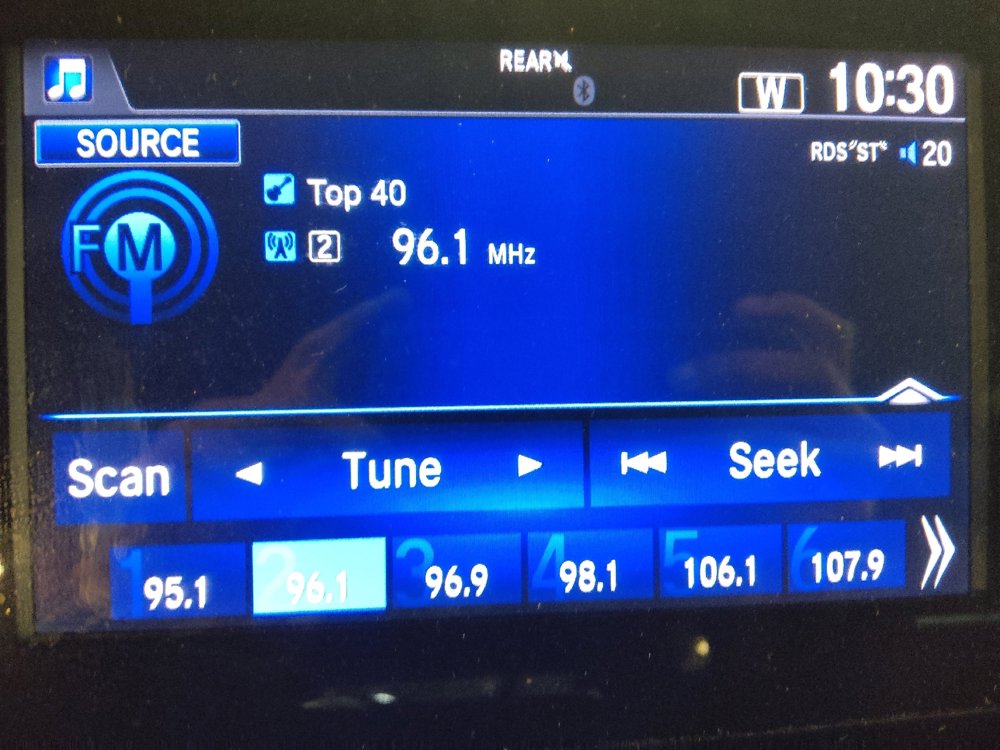 REAR
W 10:30
SOURCE
RDS ST 20
FM
Top 40
2 96.1 MHz
Scan Tune Seek
1 95.1 2 96.1 3 96.9 4 98.1 5 106.1 6 107.9